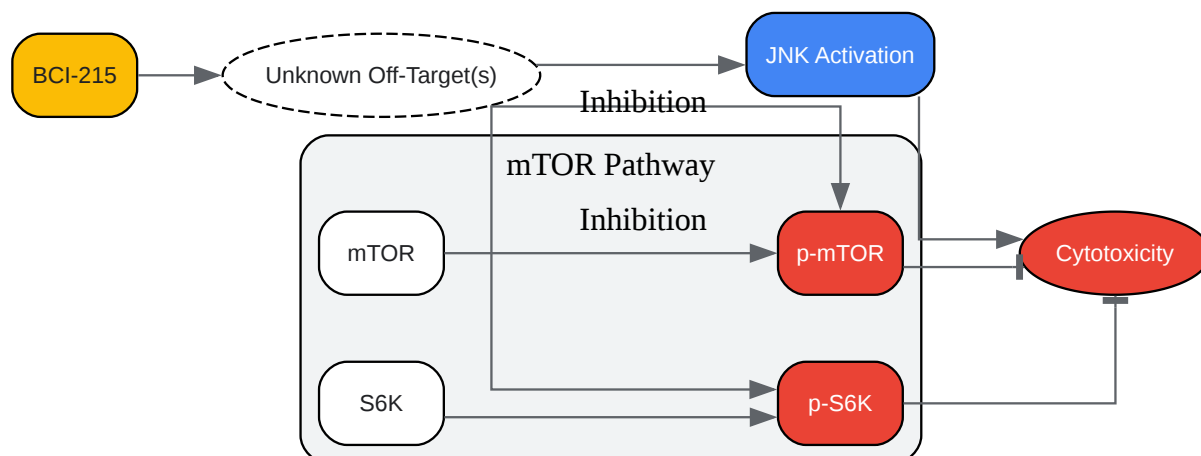 BCI-215
Unknown Off-Target(s)
JNK Activation
Inhibition
mTOR Pathway
Inhibition
mTOR
p-mTOR
Cytotoxicity
S6K
p-S6K